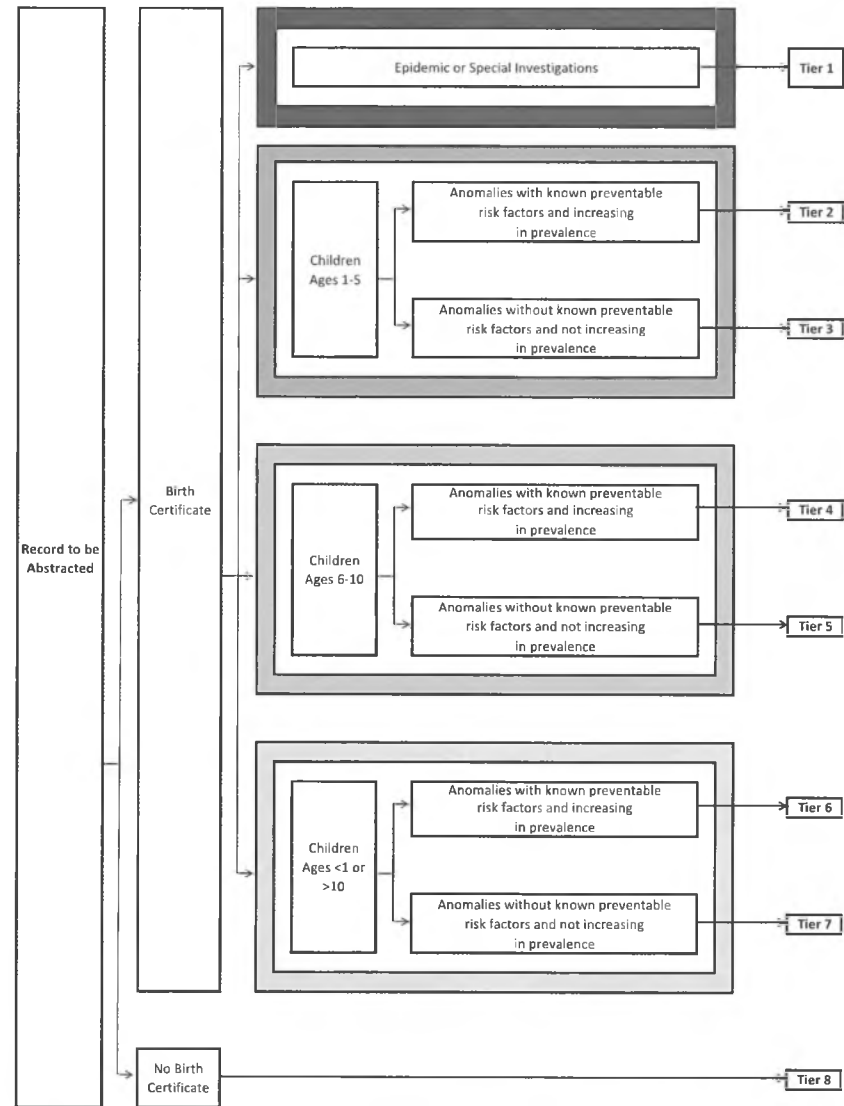 Epidemic or Special Investigations
Tier 1
Anomalies with known preventable
risk factors and increasing
in prevalence
Tier 2
Children
Ages 1-5
Anomalies without known preventable
risk factors and not increasing
in prevalence
Tier 3
Birth
Certificate
Anomalies with known preventable
risk factors and increasing
in prevalence
Tier 4
Record to be
Abstracted
Children
Ages 6-10
Anomalies without known preventable
risk factors and not increasing
in prevalence
Tier 5
Anomalies with known preventable
risk factors and increasing
in prevalence
Tier 6
Children
Ages <1 or
>10
Anomalies without known preventable
risk factors and not increasing
in prevalence
Tier 7
No Birth
Certificate
Tier 8